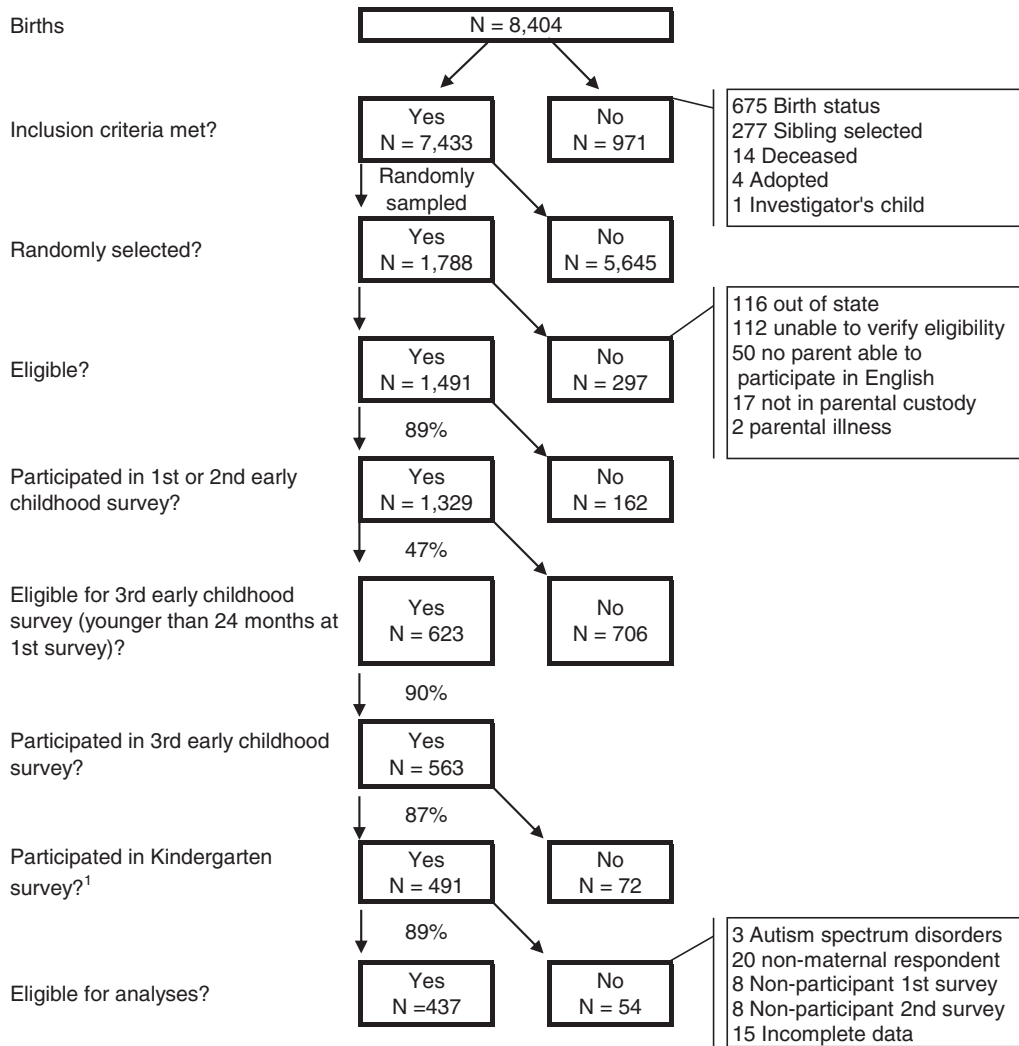 Births
N = 8,404
Inclusion criteria met?
Yes
N = 7,433
No
N = 971
675 Birth status
277 Sibling selected
14 Deceased
4 Adopted
1 Investigator's child
Randomly
sampled
Randomly selected?
Yes
N = 1,788
No
N = 5,645
Eligible?
Yes
N = 1,491
No
N = 297
116 out of state
112 unable to verify eligibility
50 no parent able to
participate in English
17 not in parental custody
2 parental illness
89%
Participated in 1st or 2nd early
childhood survey?
Yes
N = 1,329
No
N = 162
47%
Eligible for 3rd early childhood
survey (younger than 24 months at
1st survey)?
Yes
N = 623
No
N = 706
90%
Participated in 3rd early childhood
survey?
Yes
N = 563
87%
Participated in Kindergarten
survey?1
Yes
N = 491
No
N = 72
89%
Eligible for analyses?
Yes
N =437
No
N = 54
3 Autism spectrum disorders
20 non-maternal respondent
8 Non-participant 1st survey
8 Non-participant 2nd survey
15 Incomplete data